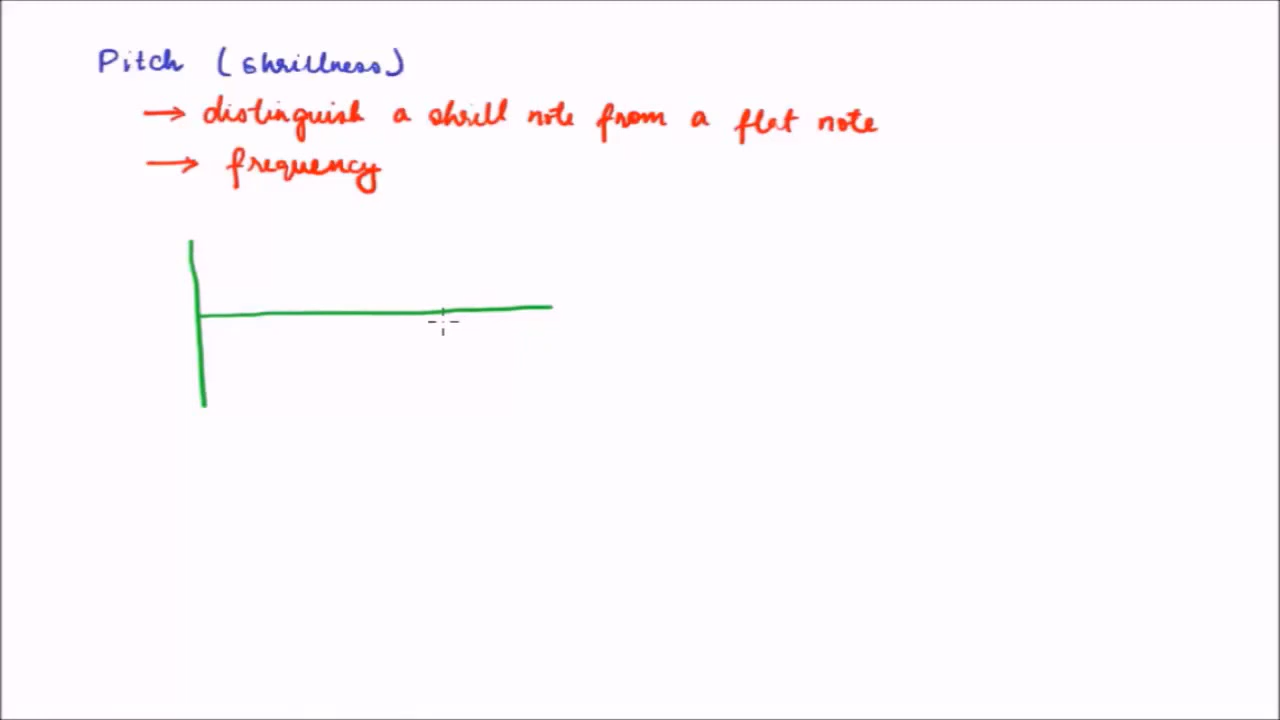 Pitch (shrillness)
→ distinguish a shrill note from a flat note
→ frequency